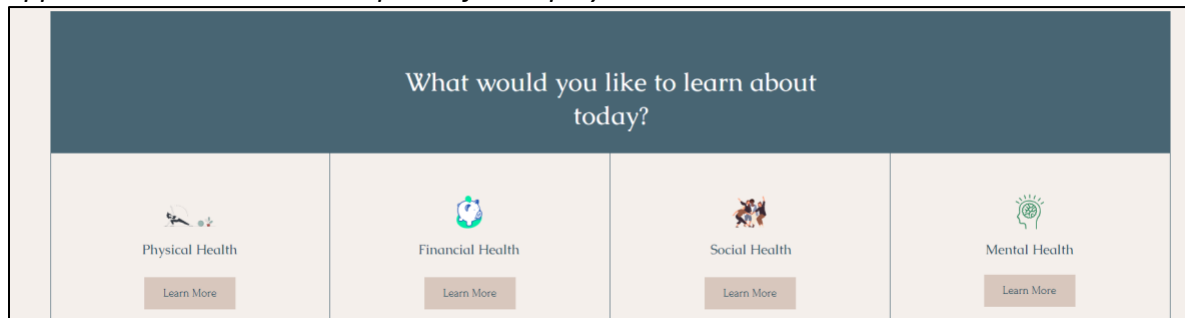 What would you like to learn about
today?
Physical Health
Financial Health
Social Health
Mental Health
Learn More
Learn More
Learn More
Learn More